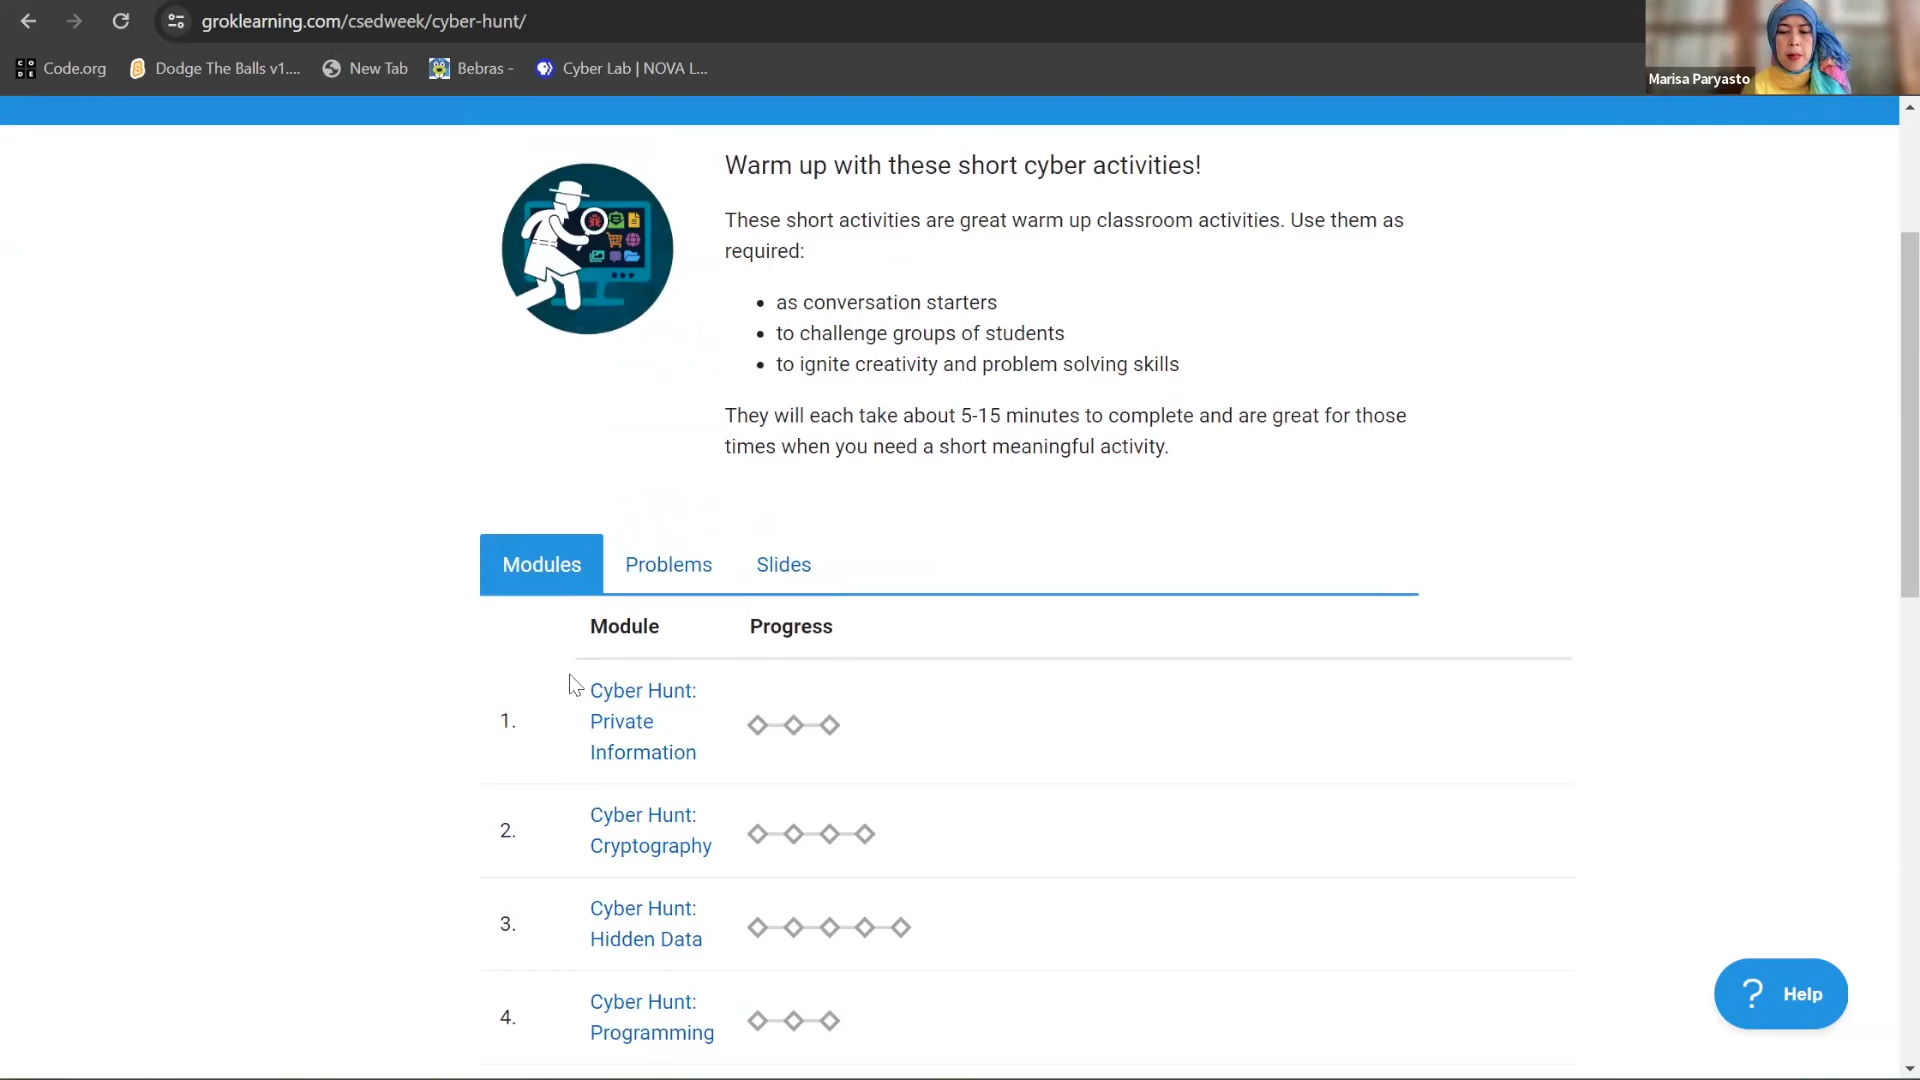 groklearning.com/csedweek/cyber-hunt/
Code.org
Dodge The Balls v1....
New Tab
Bebras -
Cyber Lab | NOVA L...
Marisa Paryasto
Warm up with these short cyber activities!
These short activities are great warm up classroom activities. Use them as
required:
• as conversation starters
• to challenge groups of students
• to ignite creativity and problem solving skills
They will each take about 5-15 minutes to complete and are great for those
times when you need a short meaningful activity.
Modules Problems Slides
Module Progress
1. Cyber Hunt:
Private
Information
2. Cyber Hunt:
Cryptography
3. Cyber Hunt:
Hidden Data
4. Cyber Hunt:
Programming
? Help